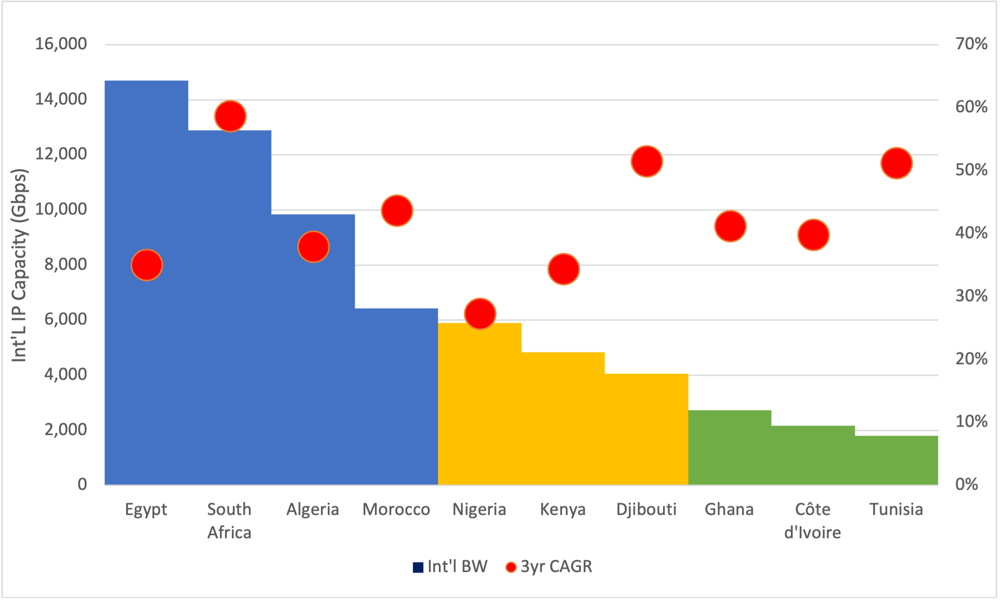 16,000
14,000
12,000
10,000
8,000
6,000
4,000
2,000
0
Int'L IP Capacity (Gbps)
70%
60%
50%
40%
30%
20%
10%
0%
Egypt
South
Africa
Algeria
Morocco
Nigeria
Kenya
Djibouti
Ghana
Côte
d'Ivoire
Tunisia
Int'l BW
3yr CAGR